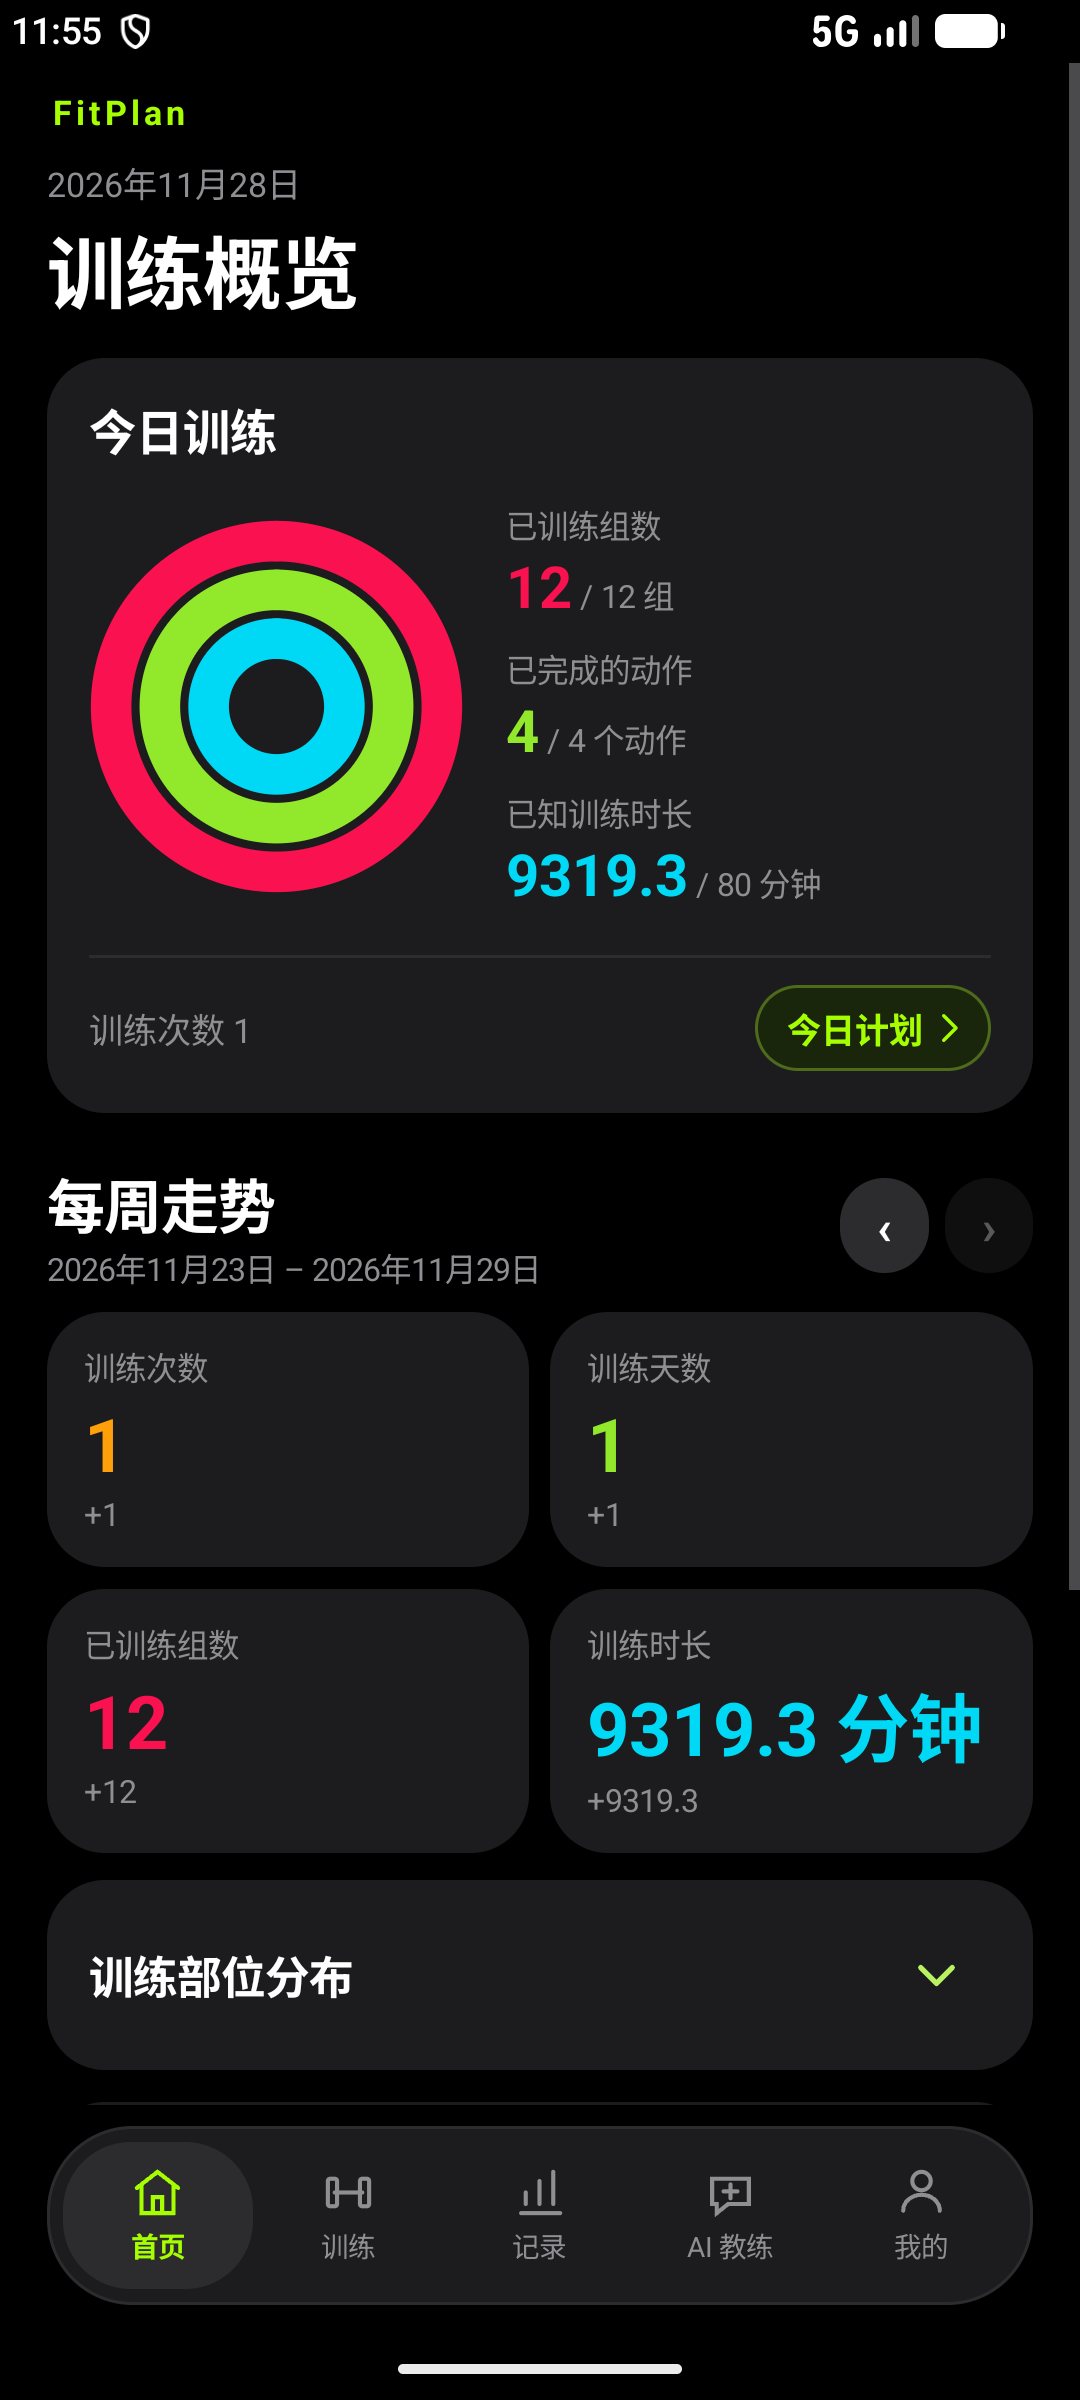 11:55 5G
FitPlan
2026年11月28日
训练概览
今日训练
已训练组数
12 / 12 组
已完成的动作
4 / 4 个动作
已知训练时长
9319.3 / 80 分钟
训练次数 1
今日计划
每周走势
2026年11月23日 – 2026年11月29日
训练次数
1
+1
训练天数
1
+1
已训练组数
12
+12
训练时长
9319.3 分钟
+9319.3
训练部位分布
首页 训练 记录 AI 教练 我的